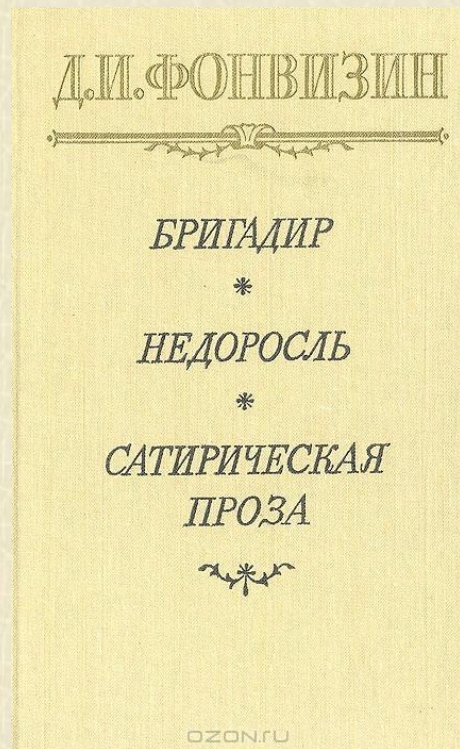 Д.И.ФОНВИЗИН
БРИГАДИР
*
НЕДОРОСЛЬ
*
САТИРИЧЕСКАЯ
ПРОЗА
OZON.RU